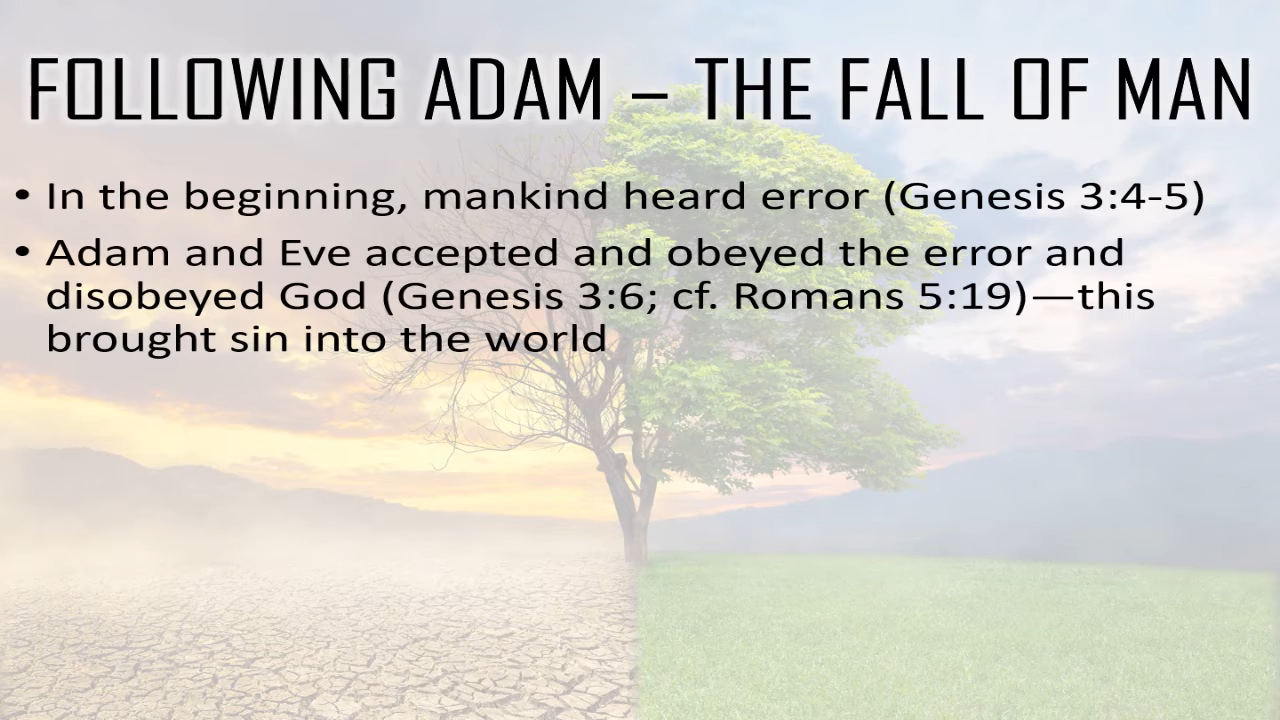 FOLLOWING ADAM – THE FALL OF MAN
• In the beginning, mankind heard error (Genesis 3:4-5)
• Adam and Eve accepted and obeyed the error and
disobeyed God (Genesis 3:6; cf. Romans 5:19)—this
brought sin into the world